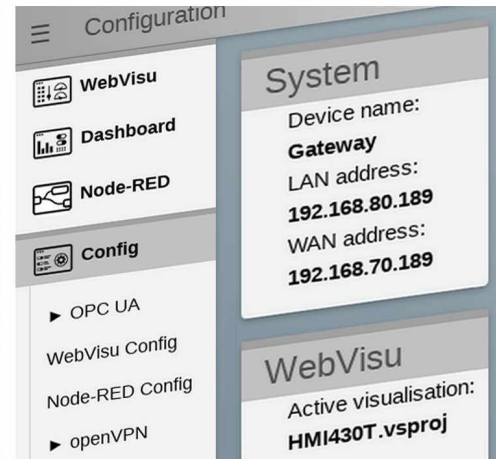 Configuration
WebVisu
Dashboard
Node-RED
Config
▶ OPC UA
WebVisu Config
Node-RED Config
▶ openVPN
System
Device name:
Gateway
LAN address:
192.168.80.189
WAN address:
192.168.70.189
WebVisu
Active visualisation:
HMI430T.vsproj